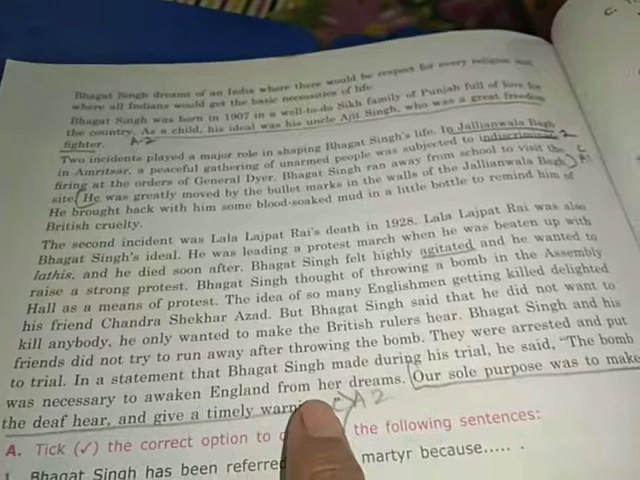 Bhagat Singh dreams of an India where there would be respect for every religion and
where all Indians would get the basic necessities of life.
Bhagat Singh was born in 1907 in a well-to-do Sikh family of Punjab full of love for
the country. As a child, his ideal was his uncle Ajit Singh, who was a great freedom
fighter.
A-2
Two incidents played a major role in shaping Bhagat Singh's life. In Jallianwala Bagh
in Amritsar, a peaceful gathering of unarmed people was subjected to indiscriminate 2
firing at the orders of General Dyer. Bhagat Singh ran away from school to visit the
site. He was greatly moved by the bullet marks in the walls of the Jallianwala Bagh.
He brought back with him some blood-soaked mud in a little bottle to remind him of
British cruelty.
The second incident was Lala Lajpat Rai's death in 1928. Lala Lajpat Rai was also
Bhagat Singh's ideal. He was leading a protest march when he was beaten up with
lathis, and he died soon after. Bhagat Singh felt highly agitated and he wanted to
raise a strong protest. Bhagat Singh thought of throwing a bomb in the Assembly
Hall as a means of protest. The idea of so many Englishmen getting killed delighted
his friend Chandra Shekhar Azad. But Bhagat Singh said that he did not want to
kill anybody, he only wanted to make the British rulers hear. Bhagat Singh and his
friends did not try to run away after throwing the bomb. They were arrested and put
to trial. In a statement that Bhagat Singh made during his trial, he said, "The bomb
was necessary to awaken England from her dreams. Our sole purpose was to make
the deaf hear, and give a timely warni A2
A. Tick (✓) the correct option to the following sentences:
1. Bhagat Singh has been referred martyr because..... .
C.